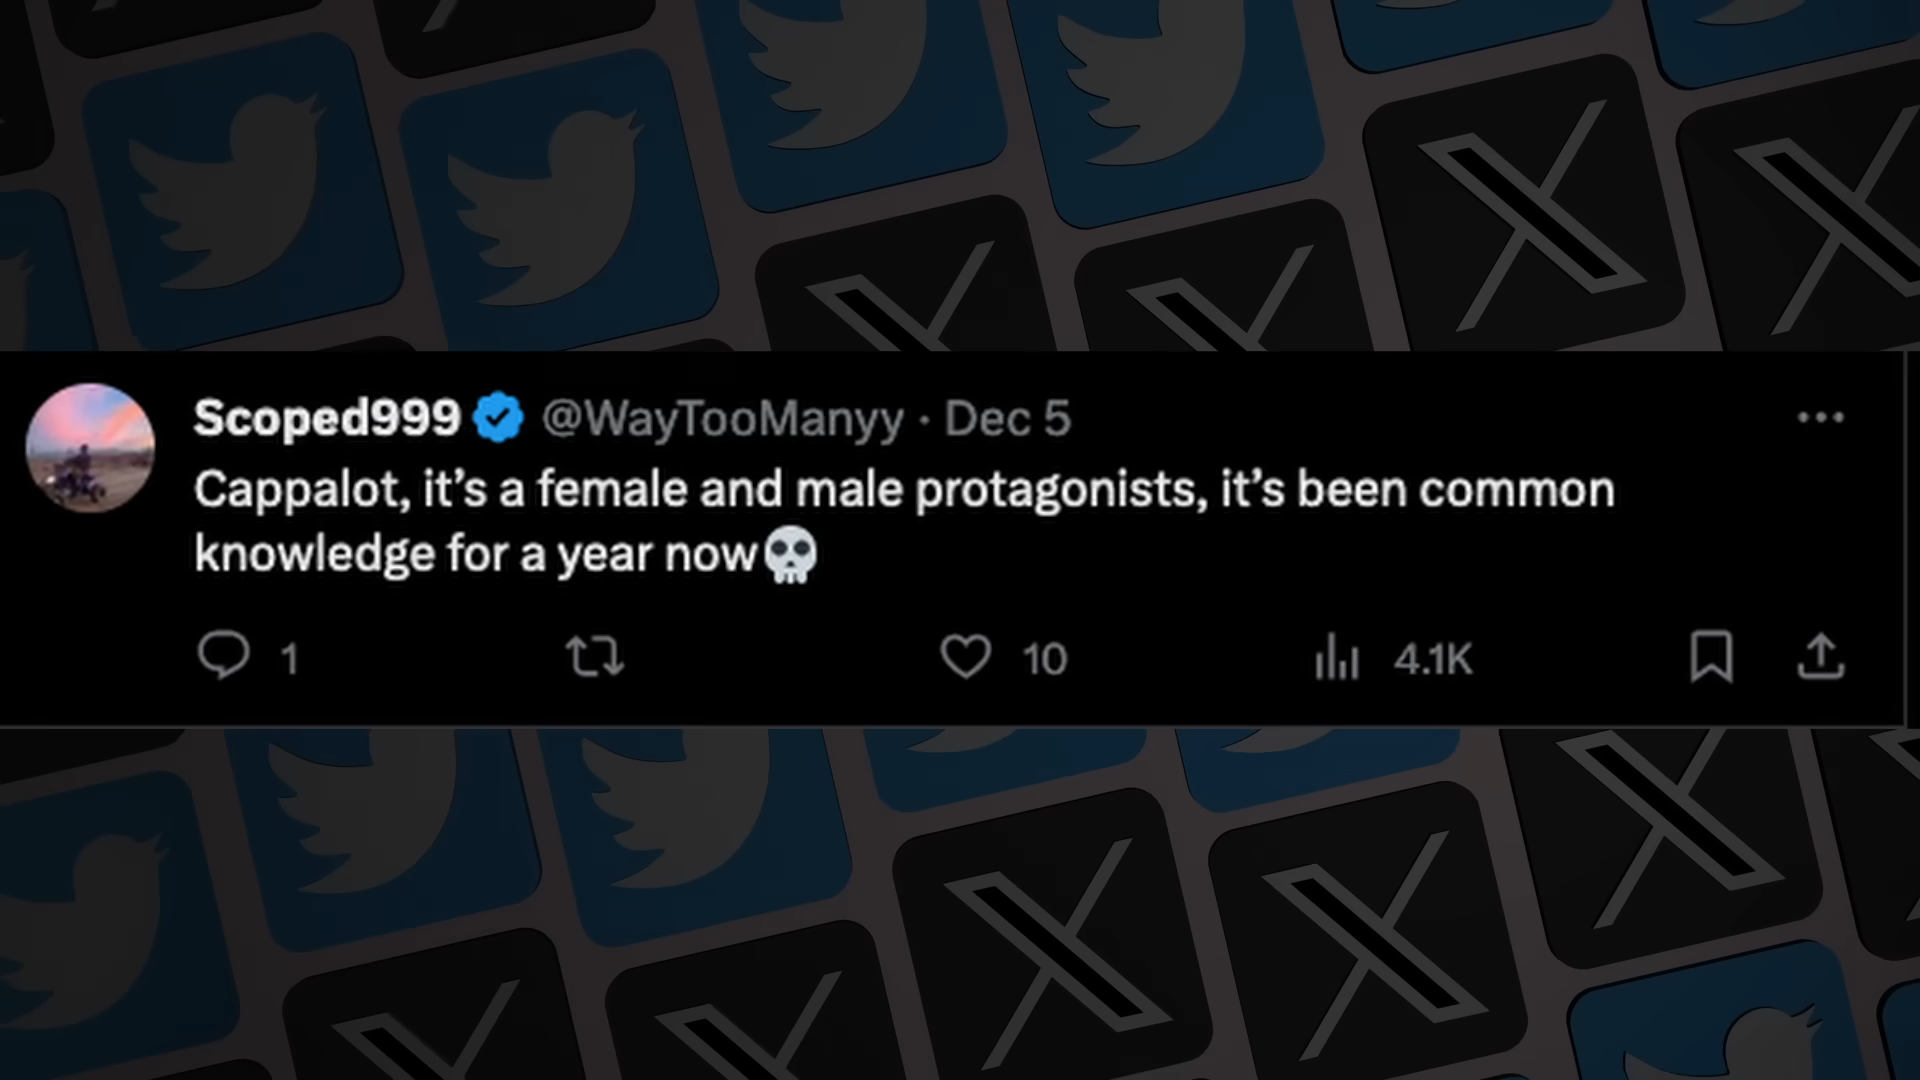 Scoped999 @WayTooManyy · Dec 5
Cappalot, it’s a female and male protagonists, it’s been common
knowledge for a year now💀
1 10 4.1K